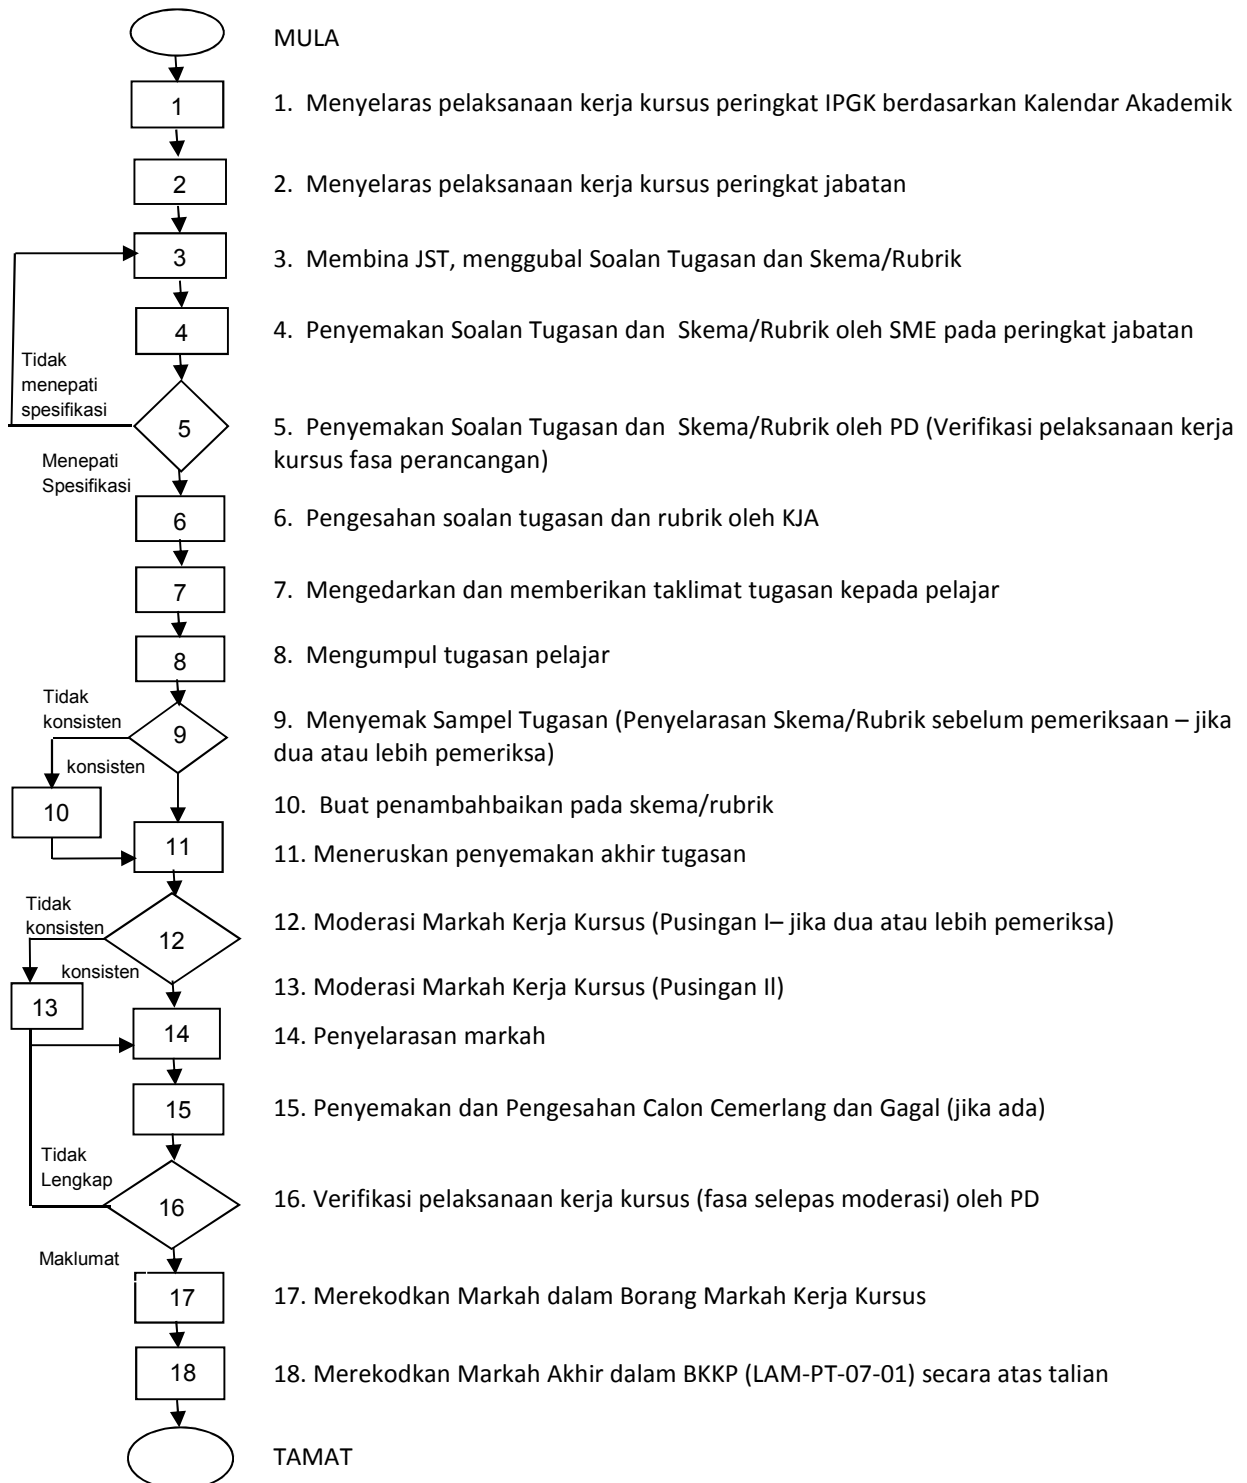 MULA
1
1. Menyelaras pelaksanaan kerja kursus peringkat IPGK berdasarkan Kalendar Akademik
2
2. Menyelaras pelaksanaan kerja kursus peringkat jabatan
3
3. Membina JST, menggubal Soalan Tugasan dan Skema/Rubrik
4
4. Penyemakan Soalan Tugasan dan Skema/Rubrik oleh SME pada peringkat jabatan
Tidak
menepati
spesifikasi
5
5. Penyemakan Soalan Tugasan dan Skema/Rubrik oleh PD (Verifikasi pelaksanaan kerja
kursus fasa perancangan)
Menepati
Spesifikasi
6
6. Pengesahan soalan tugasan dan rubrik oleh KJA
7
7. Mengedarkan dan memberikan taklimat tugasan kepada pelajar
8
8. Mengumpul tugasan pelajar
Tidak
konsisten
9
9. Menyemak Sampel Tugasan (Penyelarasan Skema/Rubrik sebelum pemeriksaan – jika
dua atau lebih pemeriksa)
konsisten
10
10. Buat penambahbaikan pada skema/rubrik
11
11. Meneruskan penyemakan akhir tugasan
Tidak
konsisten
12
12. Moderasi Markah Kerja Kursus (Pusingan I– jika dua atau lebih pemeriksa)
konsisten
13
13. Moderasi Markah Kerja Kursus (Pusingan Il)
14
14. Penyelarasan markah
15
15. Penyemakan dan Pengesahan Calon Cemerlang dan Gagal (jika ada)
Tidak
Lengkap
16
16. Verifikasi pelaksanaan kerja kursus (fasa selepas moderasi) oleh PD
Maklumat
17
17. Merekodkan Markah dalam Borang Markah Kerja Kursus
18
18. Merekodkan Markah Akhir dalam BKKP (LAM-PT-07-01) secara atas talian
TAMAT